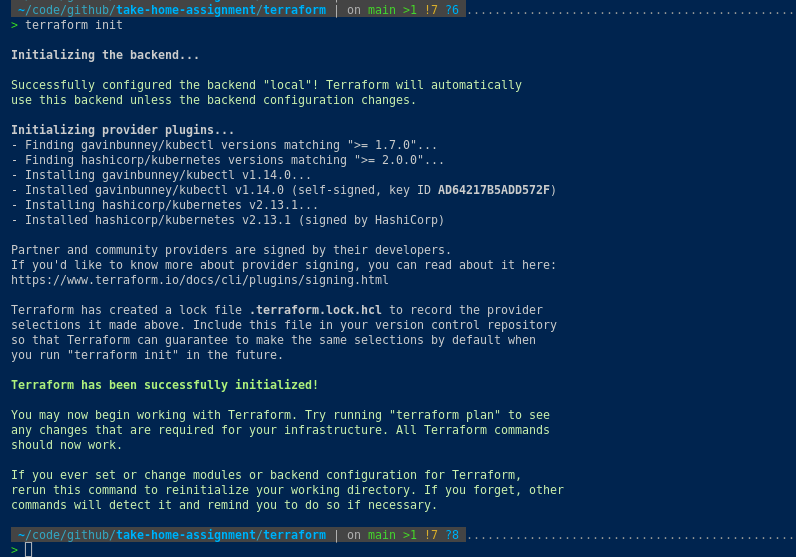 ~/code/github/take-home-assignment/terraform | on main >1 !7 ?6
> terraform init
Initializing the backend...
Successfully configured the backend "local"! Terraform will automatically
use this backend unless the backend configuration changes.
Initializing provider plugins...
- Finding gavinbunney/kubectl versions matching ">= 1.7.0"...
- Finding hashicorp/kubernetes versions matching ">= 2.0.0"...
- Installing gavinbunney/kubectl v1.14.0...
- Installed gavinbunney/kubectl v1.14.0 (self-signed, key ID AD64217B5ADD572F)
- Installing hashicorp/kubernetes v2.13.1...
- Installed hashicorp/kubernetes v2.13.1 (signed by HashiCorp)
Partner and community providers are signed by their developers.
If you'd like to know more about provider signing, you can read about it here:
https://www.terraform.io/docs/cli/plugins/signing.html
Terraform has created a lock file .terraform.lock.hcl to record the provider
selections it made above. Include this file in your version control repository
so that Terraform can guarantee to make the same selections by default when
you run "terraform init" in the future.
Terraform has been successfully initialized!
You may now begin working with Terraform. Try running "terraform plan" to see
any changes that are required for your infrastructure. All Terraform commands
should now work.
If you ever set or change modules or backend configuration for Terraform,
rerun this command to reinitialize your working directory. If you forget, other
commands will detect it and remind you to do so if necessary.
~/code/github/take-home-assignment/terraform | on main >1 !7 ?8
>